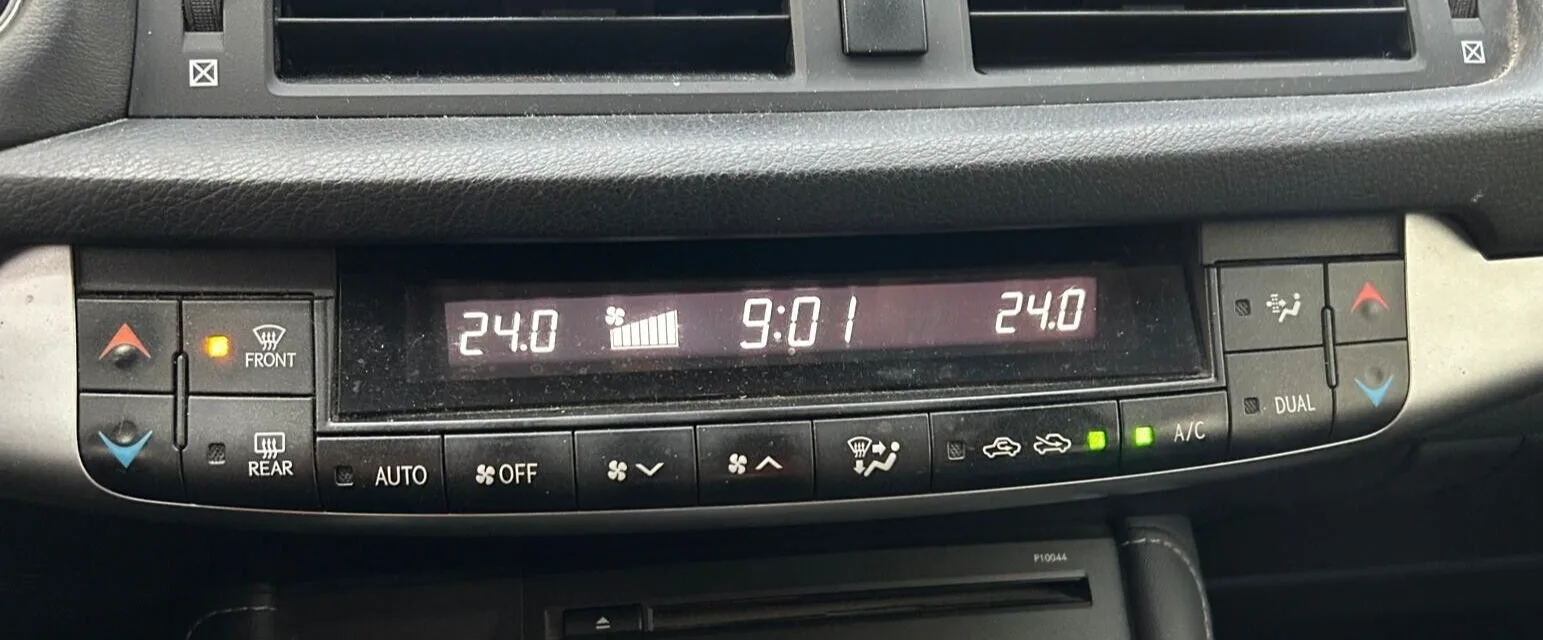 24.0 9:01 24.0
FRONT
REAR
AUTO
OFF
A/C
DUAL
P10044